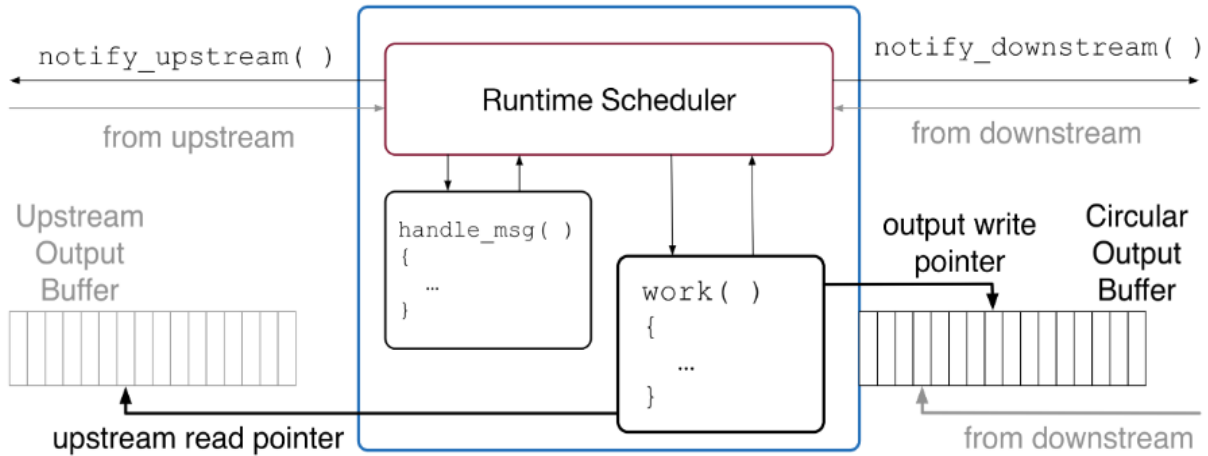 notify_upstream( )
notify_downstream( )
Runtime Scheduler
from upstream
from downstream
Upstream
Output
Buffer
handle_msg( )
{
…
}
work( )
{
…
}
output write
pointer
Circular
Output
Buffer
upstream read pointer
from downstream